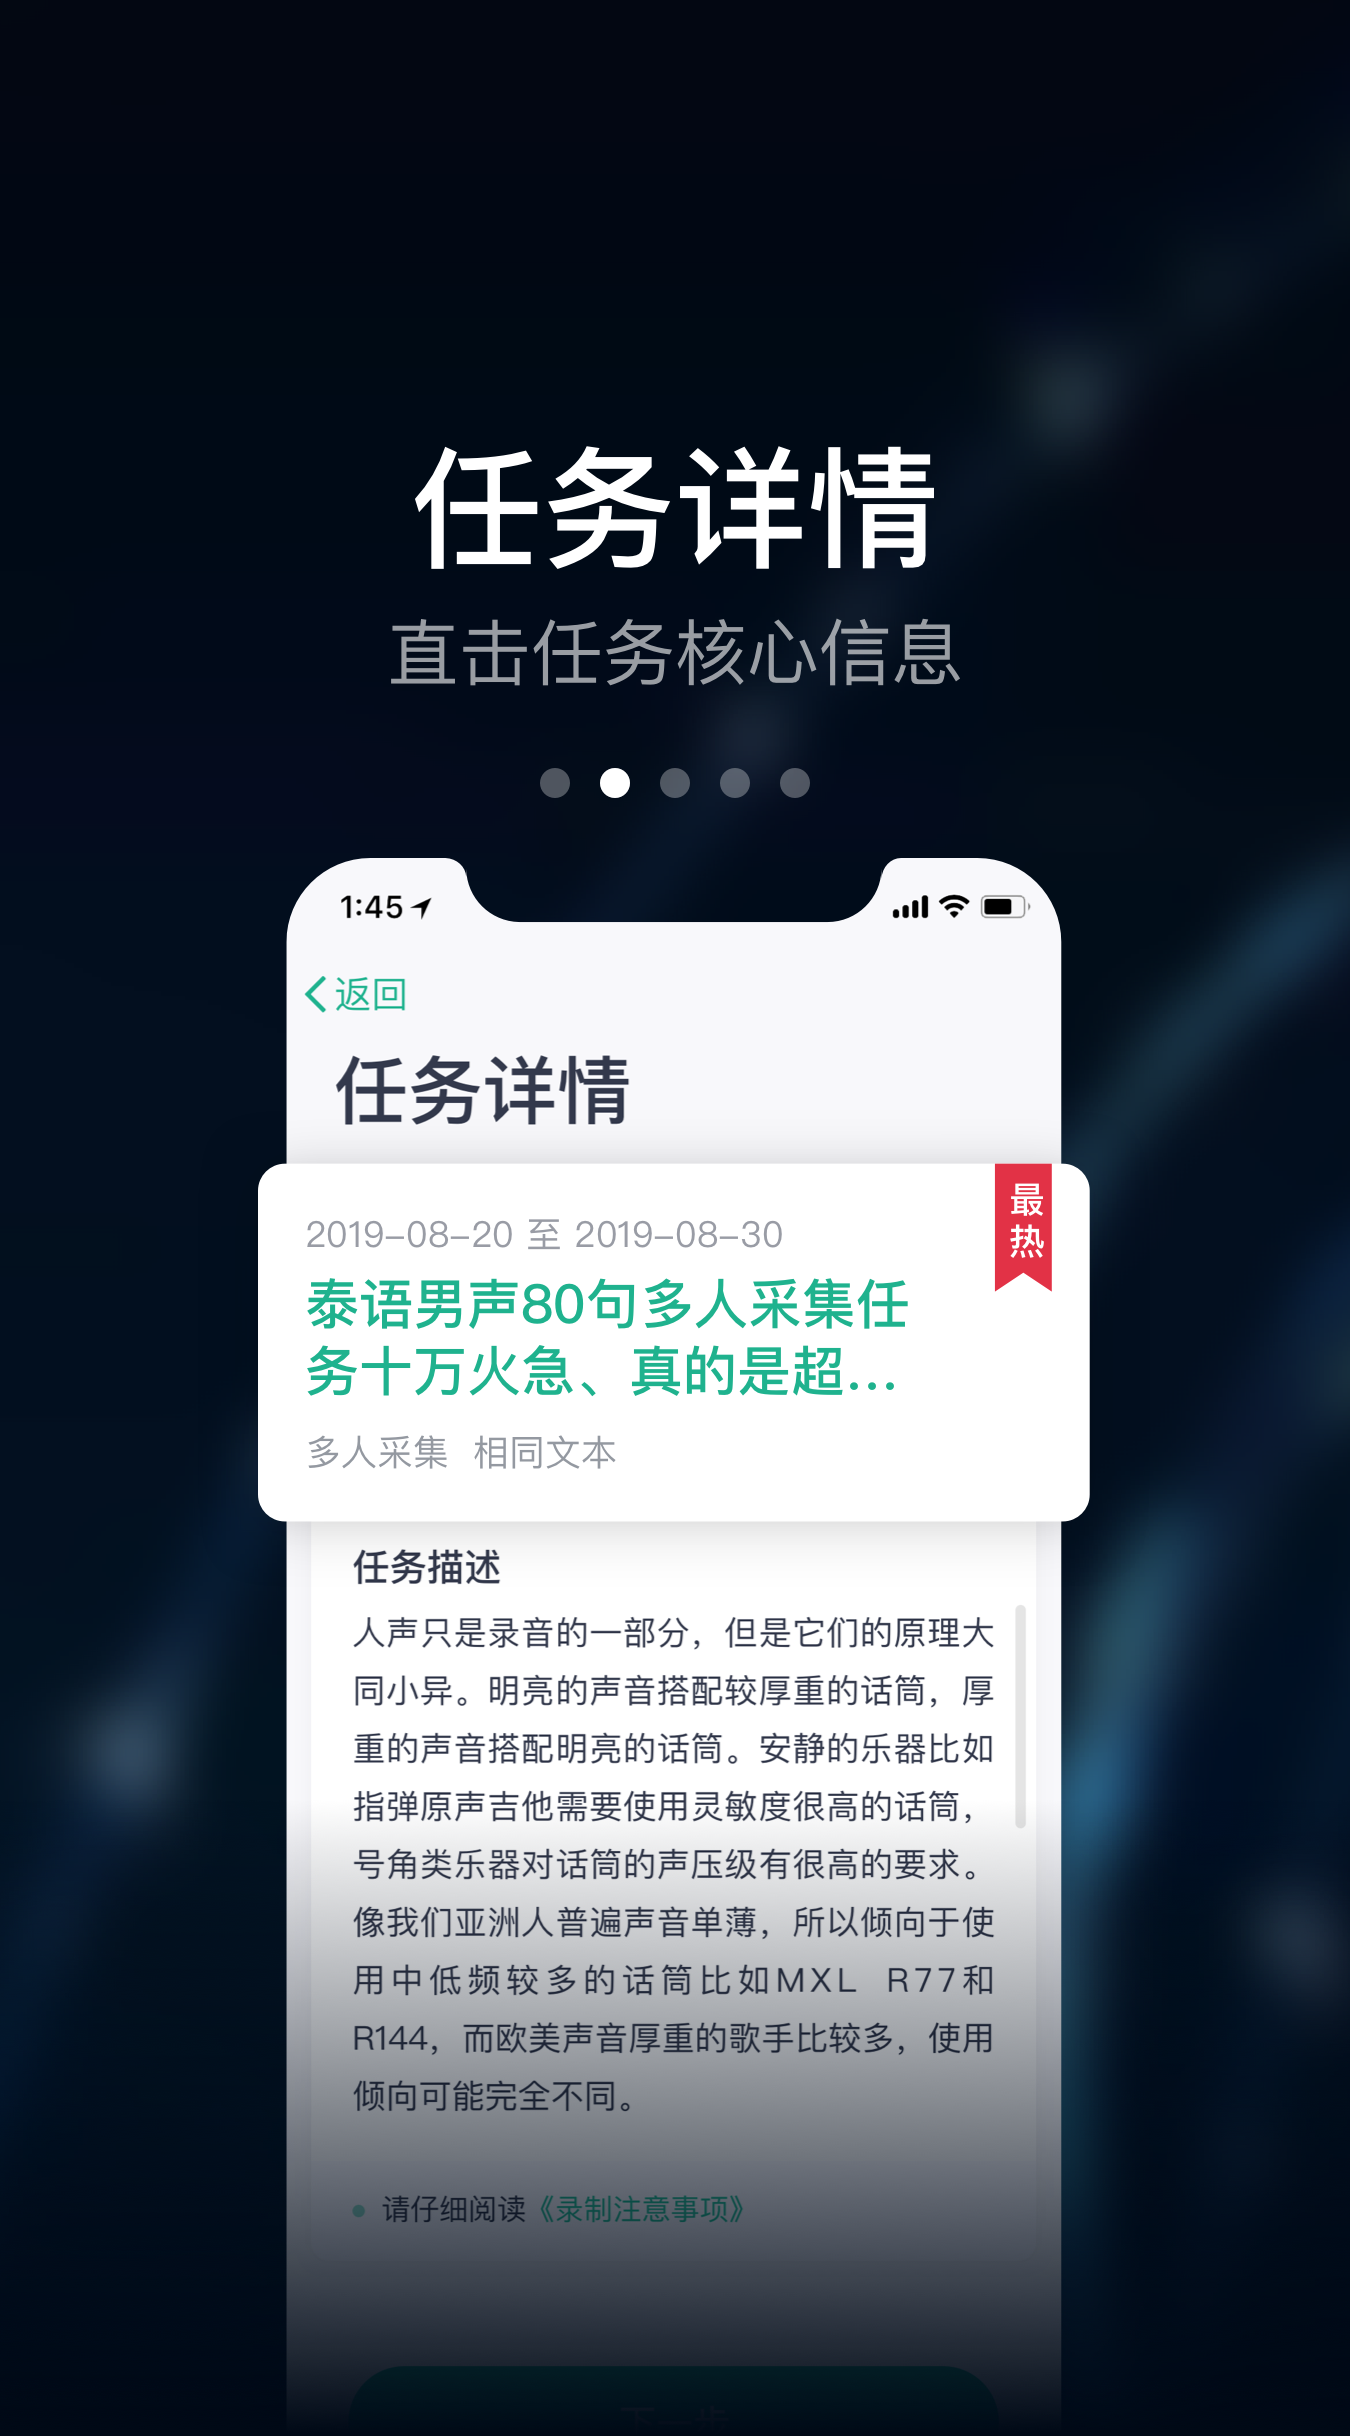 任务详情
直击任务核心信息
1:45
返回
任务详情
最热
2019-08-20 至 2019-08-30
泰语男声80句多人采集任
务十万火急、真的是超...
多人采集 相同文本
任务描述
人声只是录音的一部分，但是它们的原理大
同小异。明亮的声音搭配较厚重的话筒，厚
重的声音搭配明亮的话筒。安静的乐器比如
指弹原声吉他需要使用灵敏度很高的话筒，
号角类乐器对话筒的声压级有很高的要求。
像我们亚洲人普遍声音单薄，所以倾向于使
用中低频较多的话筒比如MXL R77和
R144，而欧美声音厚重的歌手比较多，使用
倾向可能完全不同。
请仔细阅读《录制注意事项》
下一步